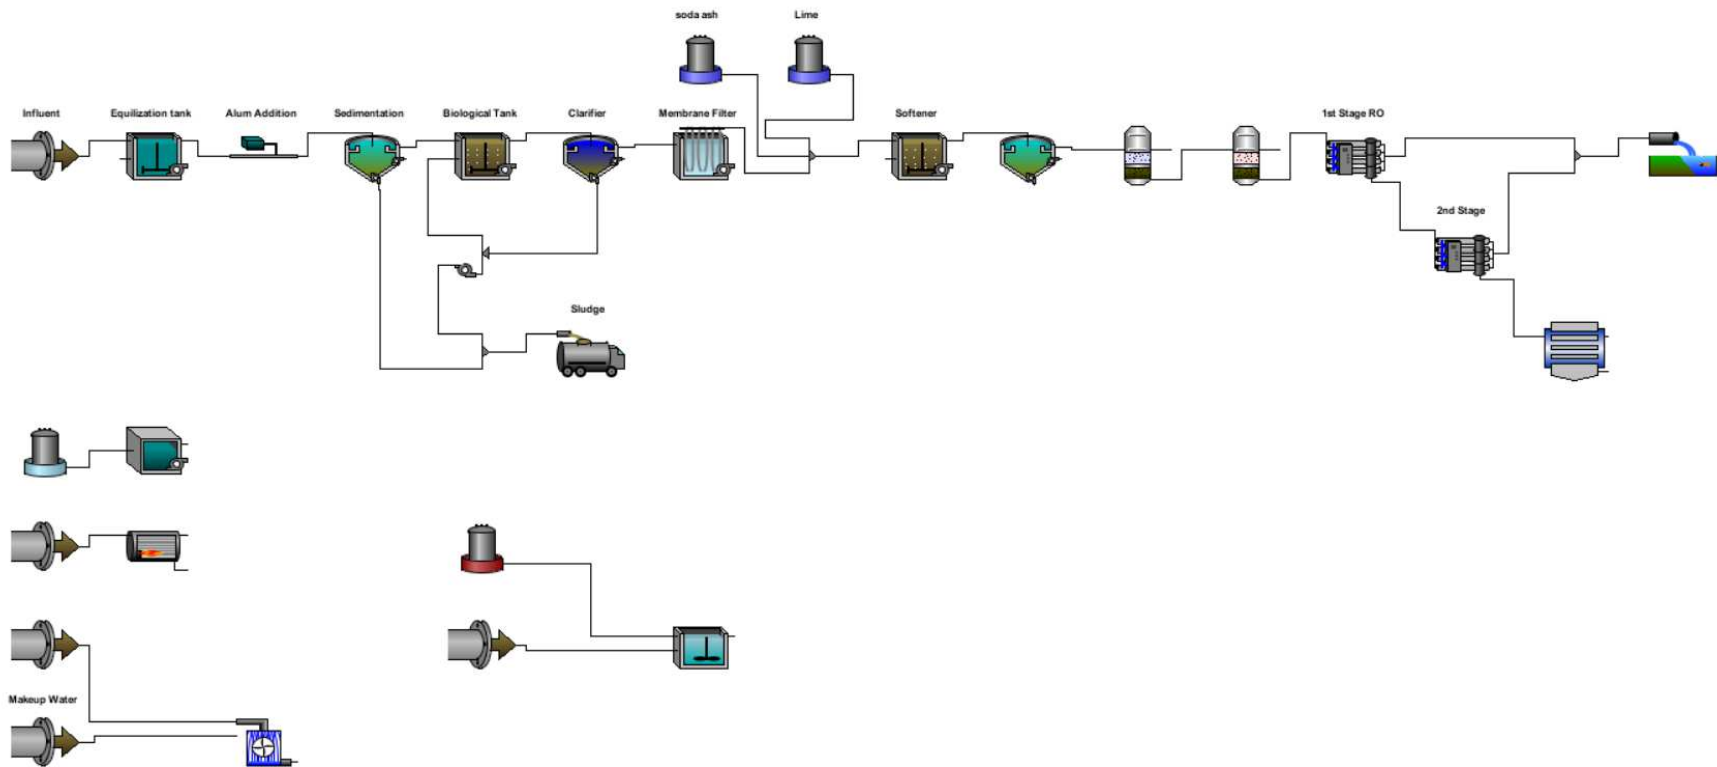 soda ash
Lime
Influent
Equilization tank
Alum Addition
Sedimentation
Biological Tank
Clarifier
Membrane Filter
Softener
1st Stage RO
2nd Stage
Sludge
Makeup Water